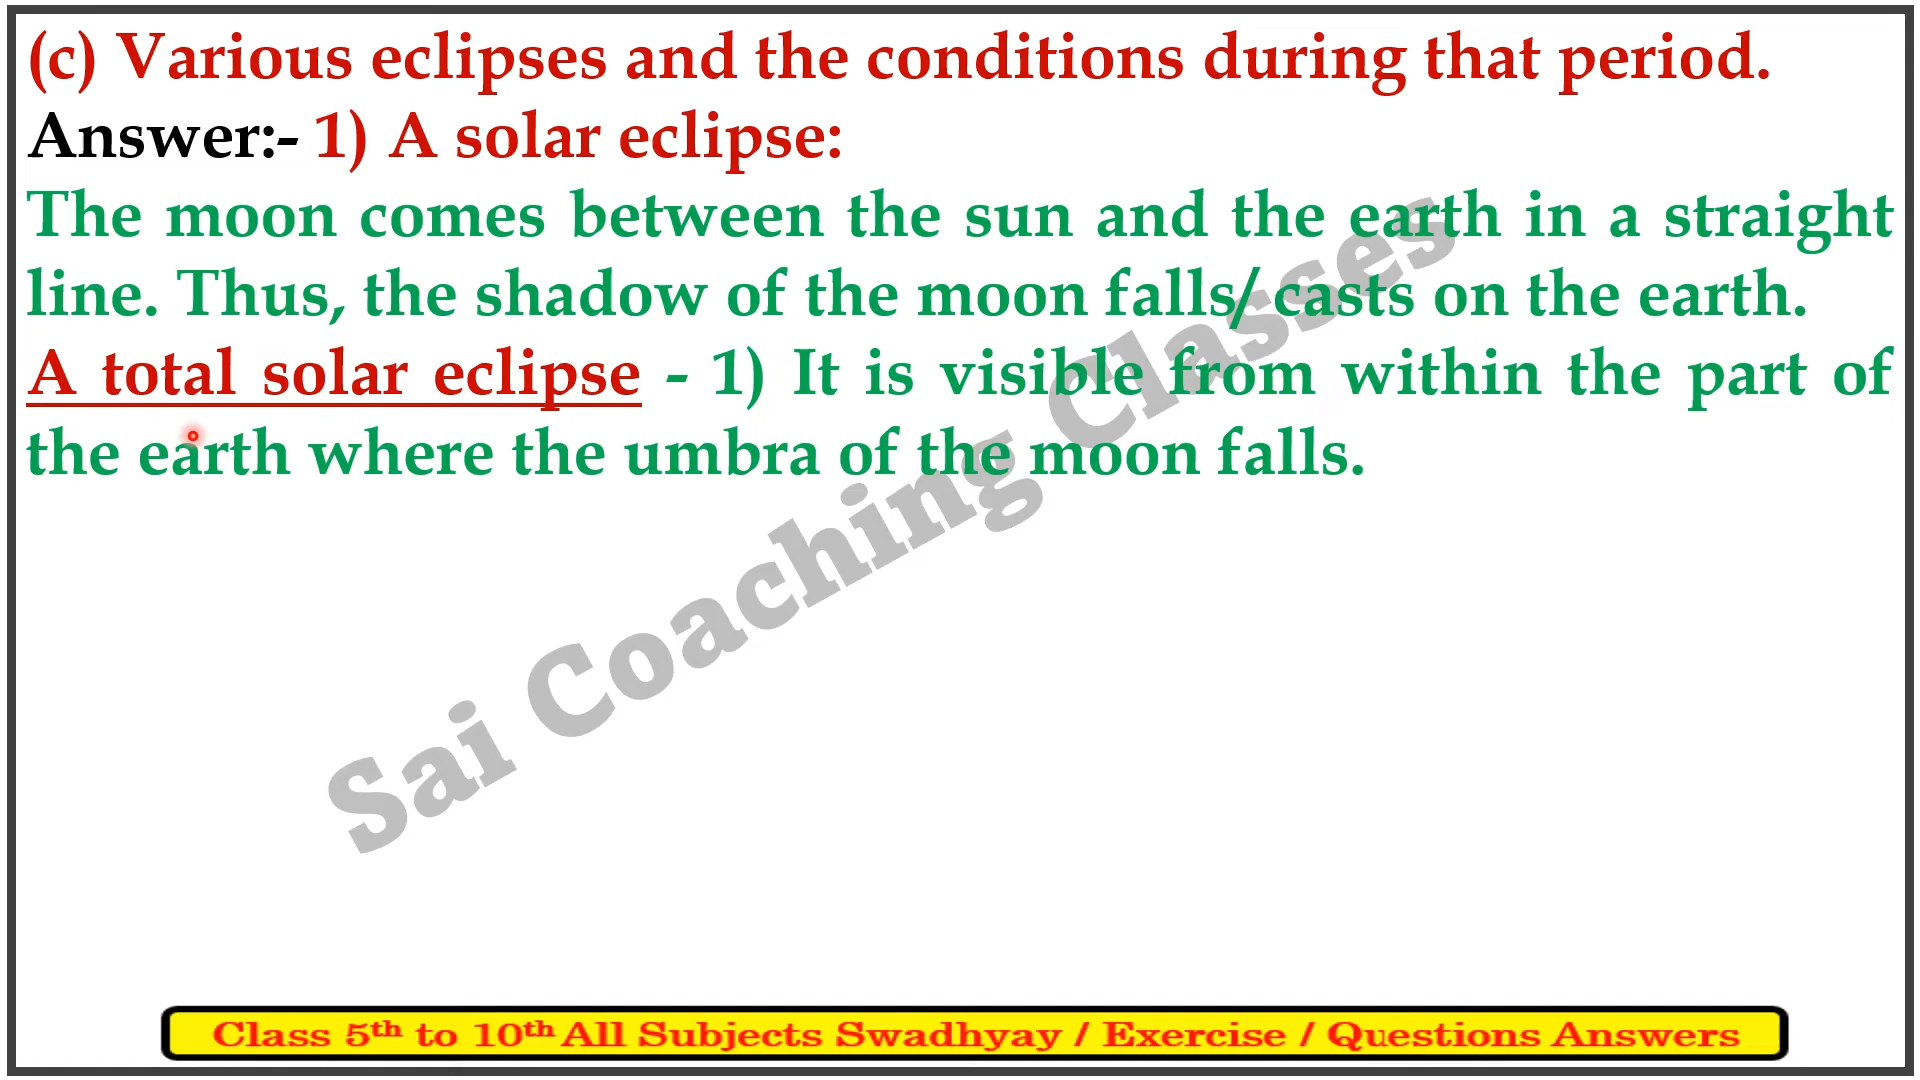 (c) Various eclipses and the conditions during that period.
Answer:- 1) A solar eclipse:
The moon comes between the sun and the earth in a straight
line. Thus, the shadow of the moon falls/ casts on the earth.
A total solar eclipse - 1) It is visible from within the part of
the earth where the umbra of the moon falls.
Sai Coaching Classes
Class 5th to 10th All Subjects Swadhyay / Exercise / Questions Answers